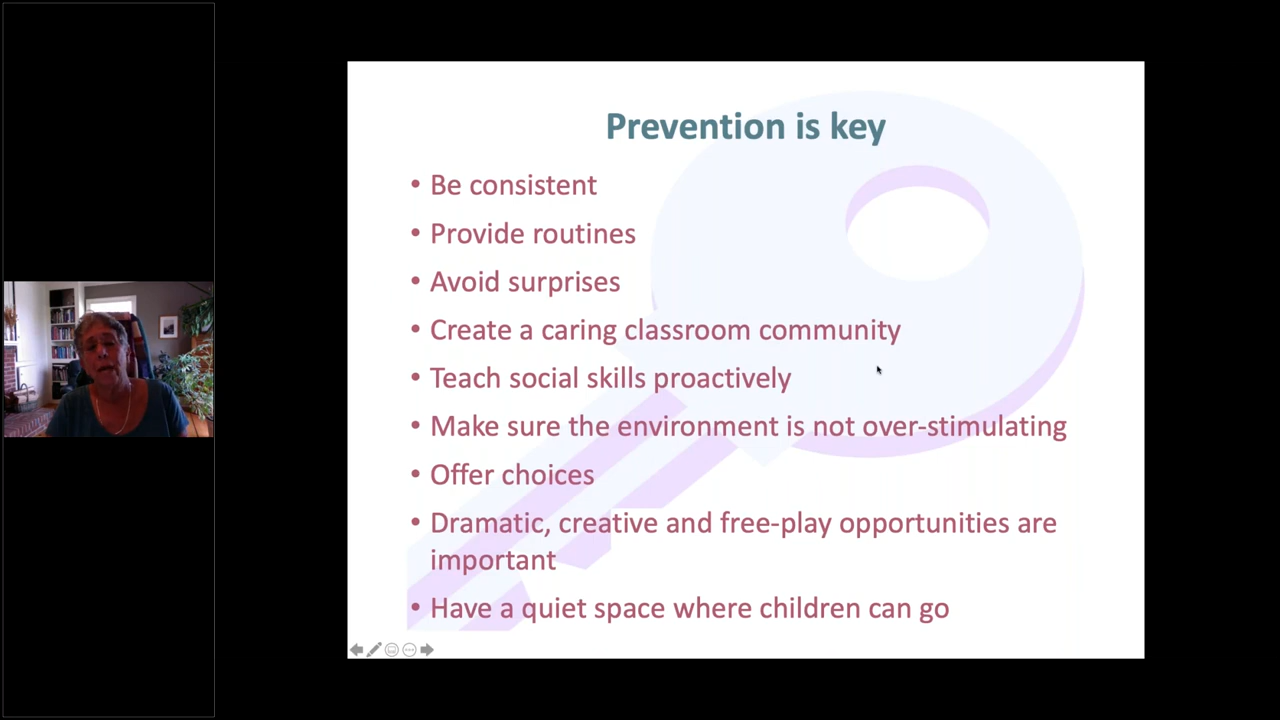 Prevention is key
• Be consistent
• Provide routines
• Avoid surprises
• Create a caring classroom community
• Teach social skills proactively
• Make sure the environment is not over-stimulating
• Offer choices
• Dramatic, creative and free-play opportunities are
important
• Have a quiet space where children can go